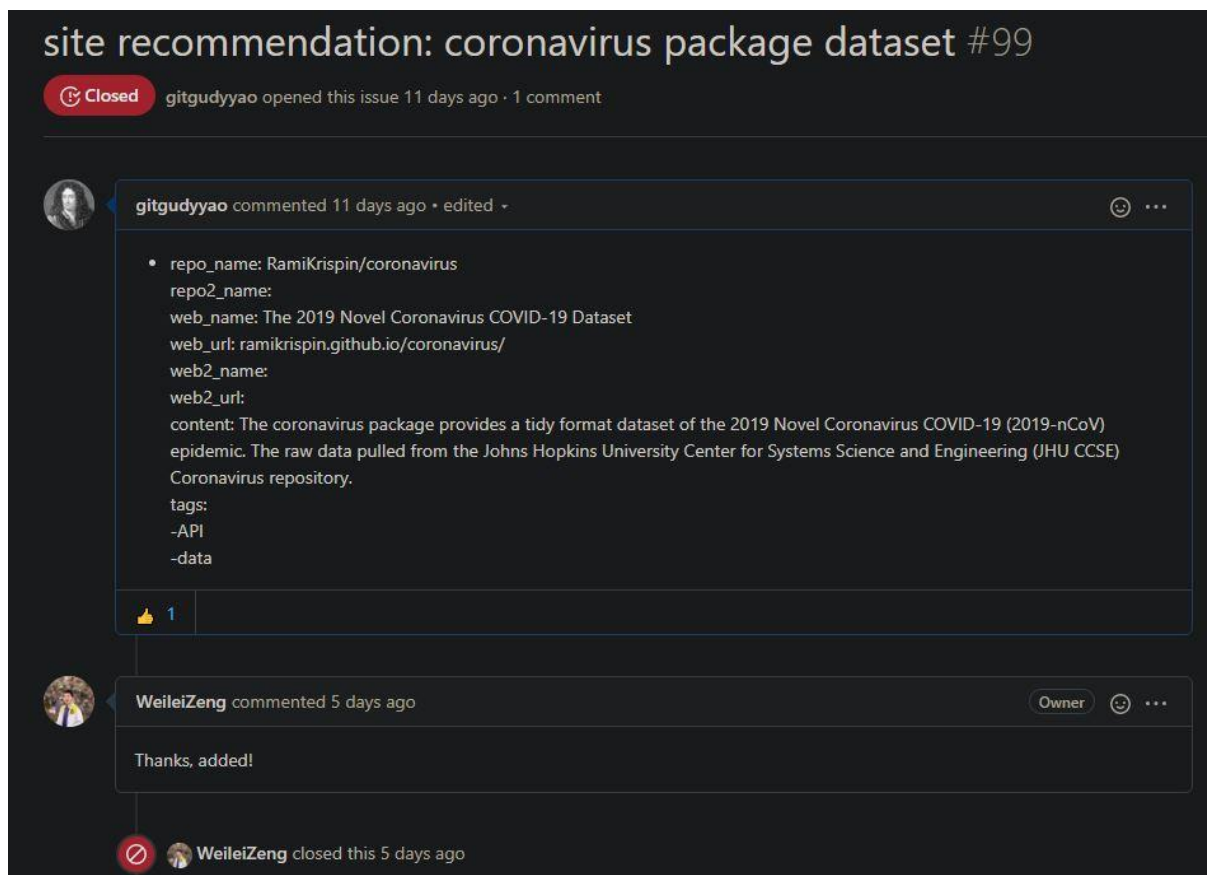 site recommendation: coronavirus package dataset #99
Closed gitgudyyao opened this issue 11 days ago · 1 comment
gitgudyyao commented 11 days ago • edited
• repo_name: RamiKrispin/coronavirus
repo2_name:
web_name: The 2019 Novel Coronavirus COVID-19 Dataset
web_url: ramikrispin.github.io/coronavirus/
web2_name:
web2_url:
content: The coronavirus package provides a tidy format dataset of the 2019 Novel Coronavirus COVID-19 (2019-nCoV)
epidemic. The raw data pulled from the Johns Hopkins University Center for Systems Science and Engineering (JHU CCSE)
Coronavirus repository.
tags:
-API
-data
👍 1
WeileiZeng commented 5 days ago Owner
Thanks, added!
WeileiZeng closed this 5 days ago